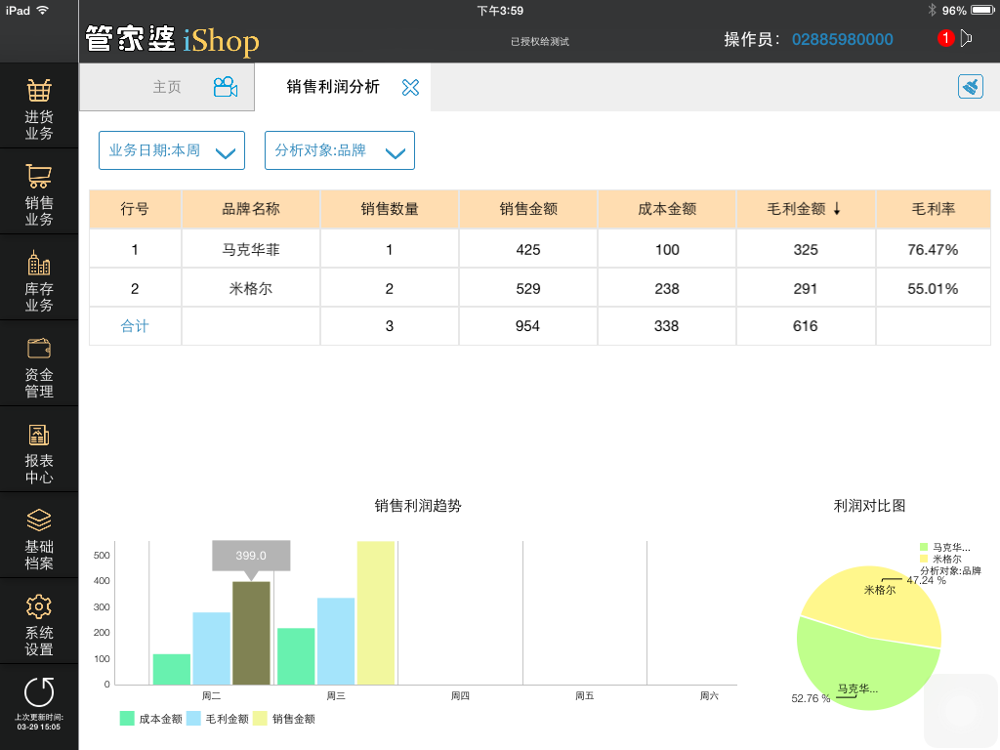 iPad 下午3:59 96%
管家婆 iShop 已授权给测试 操作员: 02885980000 1
主页 销售利润分析
进货
业务
销售
业务
库存
业务
资金
管理
报表
中心
基础
档案
系统
设置
上次更新时间:
03-29 15:05
业务日期:本周 分析对象:品牌
行号 品牌名称 销售数量 销售金额 成本金额 毛利金额 ↓ 毛利率
1 马克华菲 1 425 100 325 76.47%
2 米格尔 2 529 238 291 55.01%
合计 3 954 338 616
销售利润趋势
500
400
300
200
100
0
399.0
周二 周三 周四 周五 周六
成本金额 毛利金额 销售金额
利润对比图
马克华...
米格尔
分析对象:品牌
47.24 %
米格尔
马克华...
52.76 %